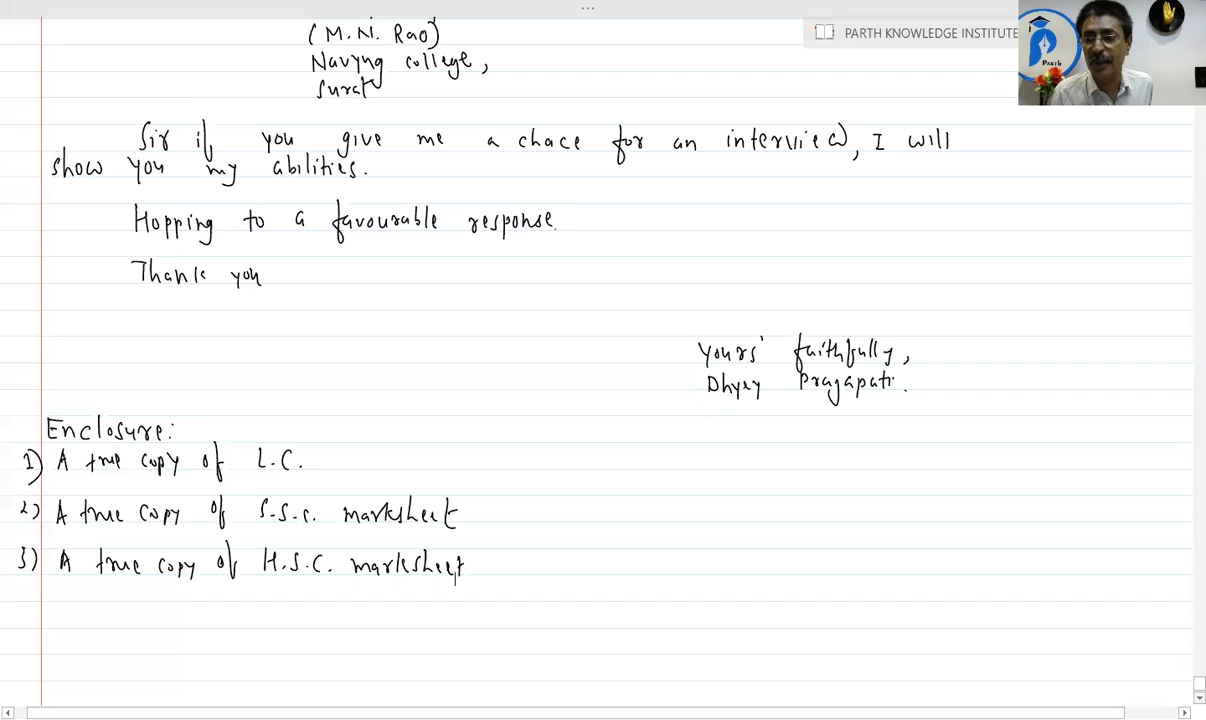 (M.N. Rao)
PARTH KNOWLEDGE INSTITUTE
Parth
Navyug college,
Surat
Sir if you give me a chace for an interview, I will
show you my abilities.
Hopping to a favourable response.
Thank you
Yours' faithfully,
Dhyey Pragapati.
Enclosure:
1) A true copy of L.C.
2) A true copy of S.S.C. marksheet
3) A true copy of H.S.C. marksheet